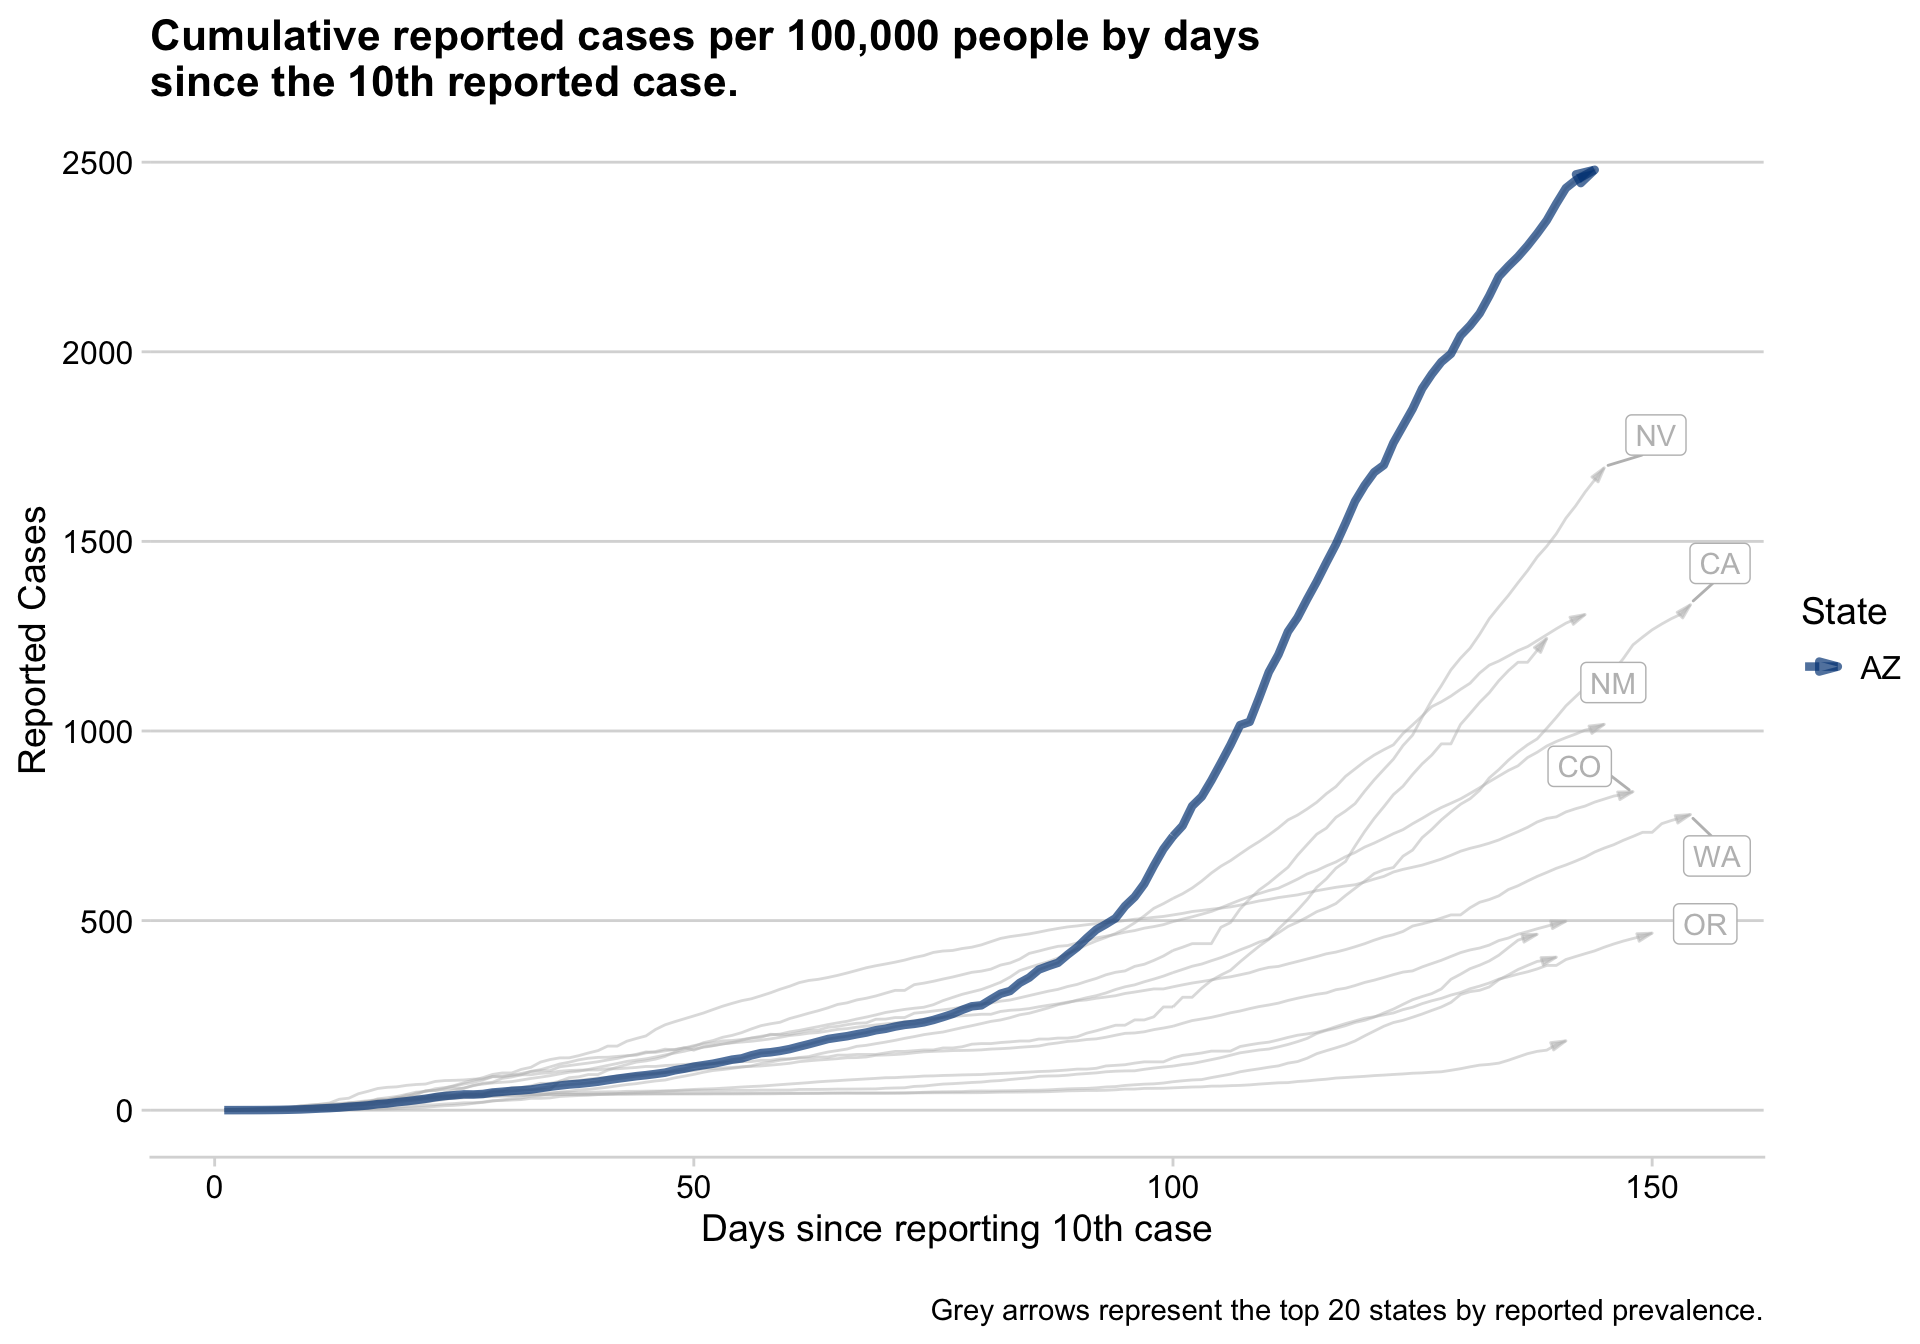 Cumulative reported cases per 100,000 people by days
since the 10th reported case.
2500
2000
1500
1000
500
0
Reported Cases
NV
CA
NM
CO
WA
OR
State
AZ
0
50
100
150
Days since reporting 10th case
Grey arrows represent the top 20 states by reported prevalence.